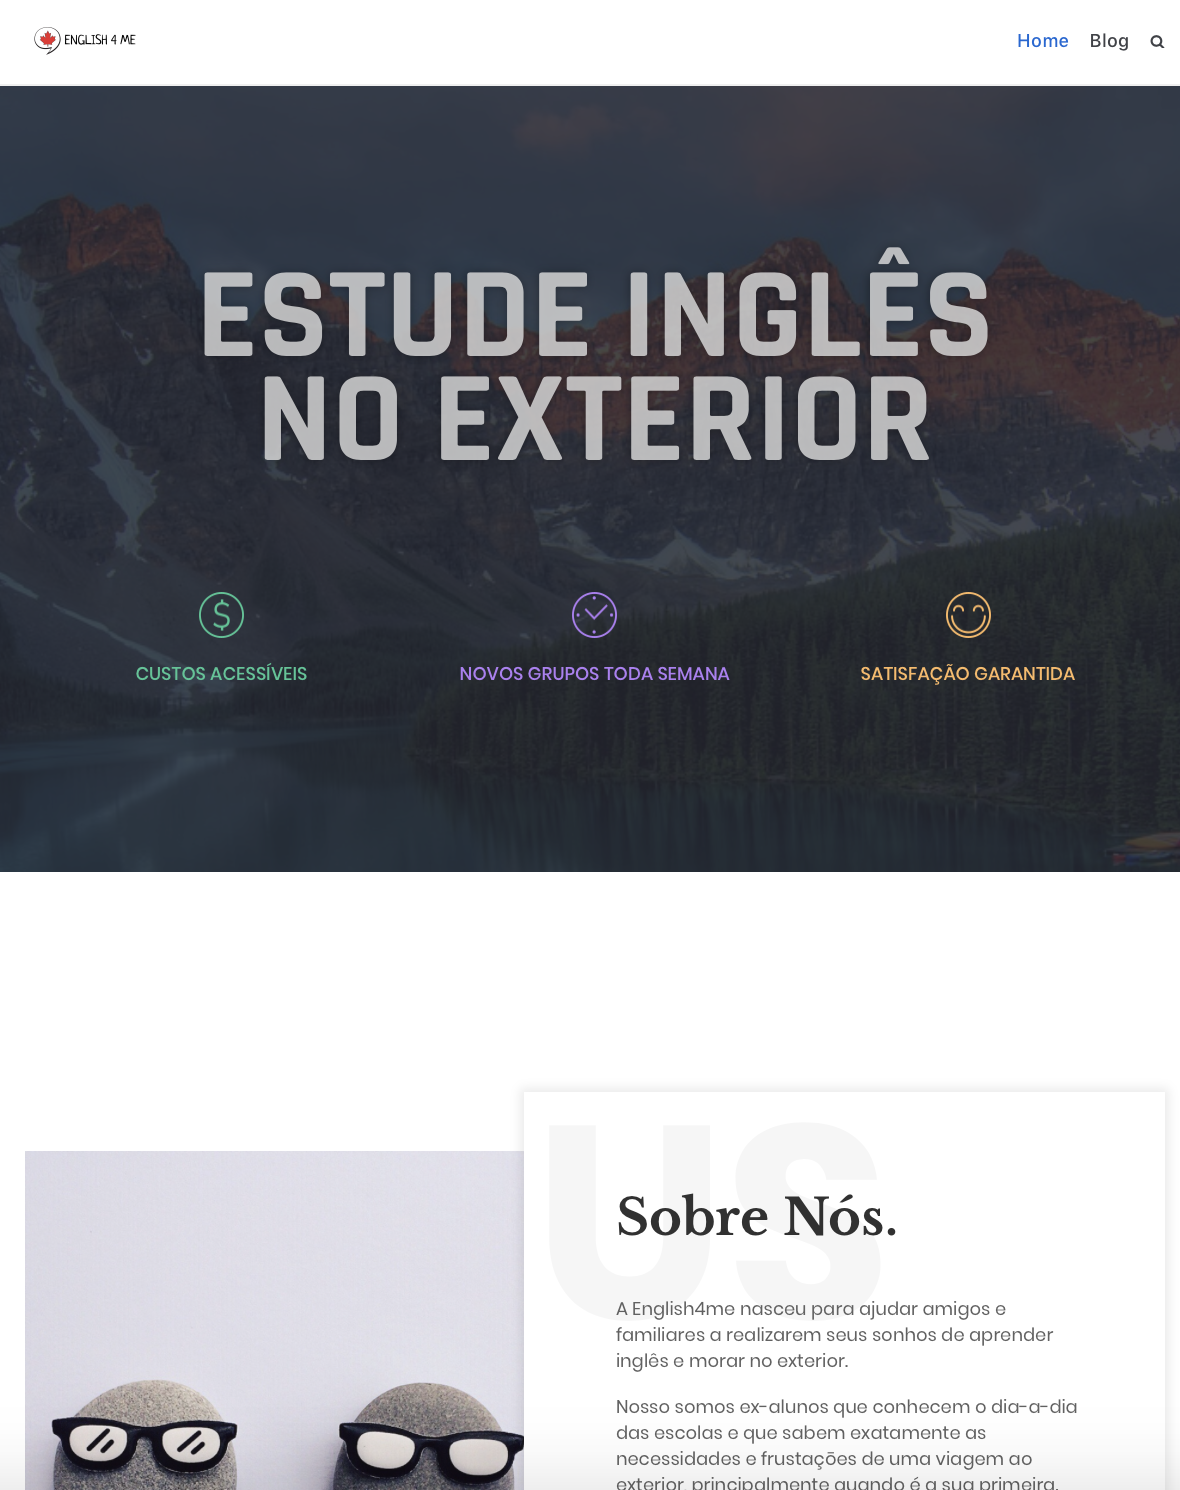 ENGLISH 4 ME
Home Blog
ESTUDE INGLÊS
NO EXTERIOR
CUSTOS ACESSÍVEIS
NOVOS GRUPOS TODA SEMANA
SATISFAÇÃO GARANTIDA
US
Sobre Nós.
A English4me nasceu para ajudar amigos e
familiares a realizarem seus sonhos de aprender
inglês e morar no exterior.
Nosso somos ex-alunos que conhecem o dia-a-dia
das escolas e que sabem exatamente as
necessidades e frustações de uma viagem ao
exterior, principalmente quando é a sua primeira.